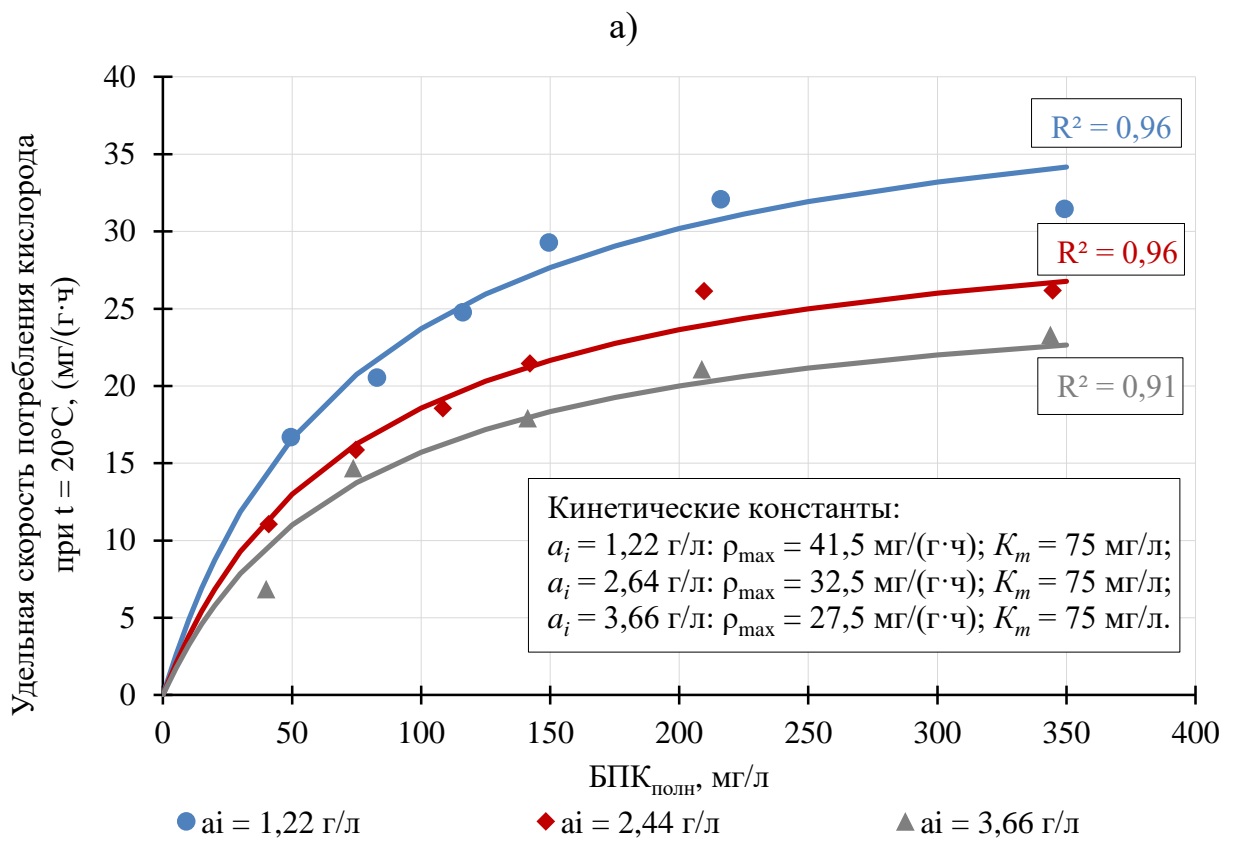 а)
Удельная скорость потребления кислорода
при t = 20°C, (мг/(г·ч)
40
35
30
25
20
15
10
5
0
R² = 0,96
R² = 0,96
R² = 0,91
Кинетические константы:
aᵢ = 1,22 г/л: ρmax = 41,5 мг/(г·ч); Km = 75 мг/л;
aᵢ = 2,64 г/л: ρmax = 32,5 мг/(г·ч); Km = 75 мг/л;
aᵢ = 3,66 г/л: ρmax = 27,5 мг/(г·ч); Km = 75 мг/л.
0 50 100 150 200 250 300 350 400
БПКполн, мг/л
ai = 1,22 г/л ai = 2,44 г/л ai = 3,66 г/л